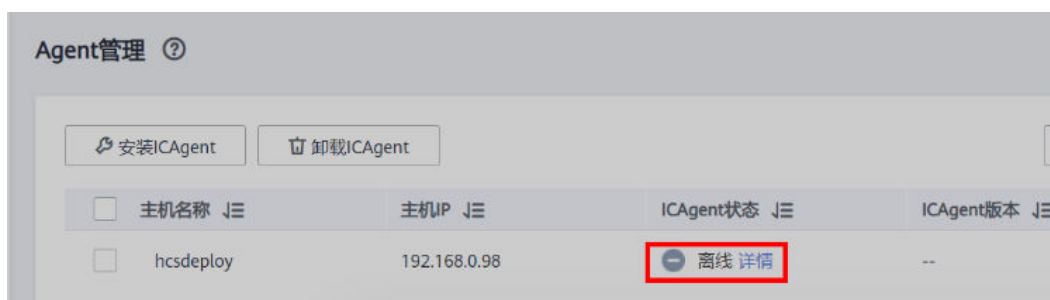 Agent管理
安装ICAgent 卸载ICAgent
主机名称 主机IP ICAgent状态 ICAgent版本
hcsdeploy 192.168.0.98 离线 详情 --